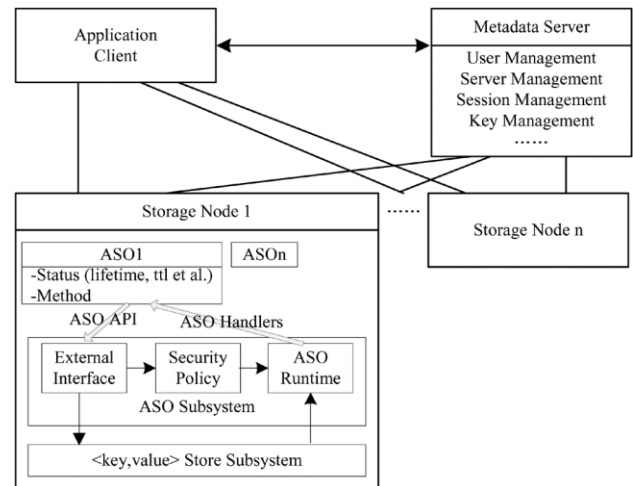 Application
Client
Metadata Server
User Management
Server Management
Session Management
Key Management
......
Storage Node 1
......
Storage Node n
ASO1
ASOn
-Status (lifetime, ttl et al.)
-Method
ASO API
ASO Handlers
External
Interface
Security
Policy
ASO
Runtime
ASO Subsystem
<key,value> Store Subsystem